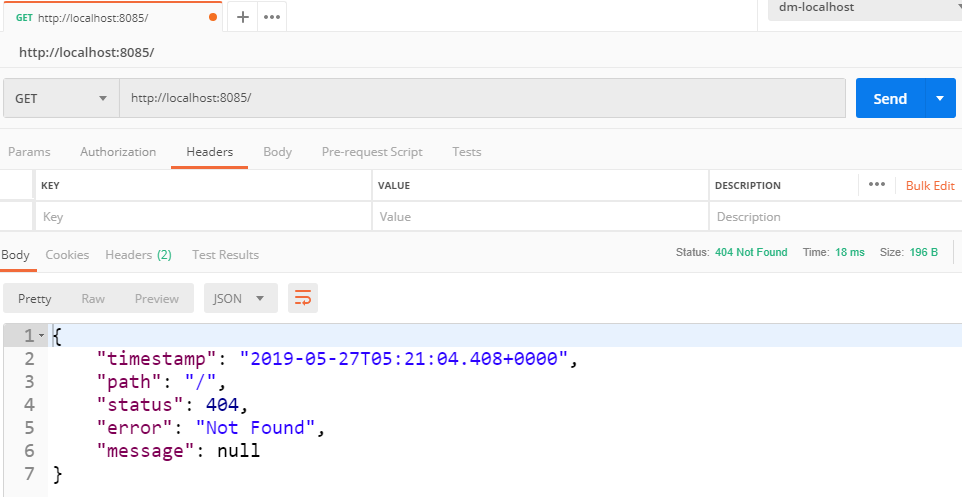 GET http://localhost:8085/
+ •••
dm-localhost
http://localhost:8085/
GET http://localhost:8085/ Send
Params Authorization Headers Body Pre-request Script Tests
KEY VALUE DESCRIPTION ••• Bulk Edit
Key Value Description
Body Cookies Headers (2) Test Results Status: 404 Not Found Time: 18 ms Size: 196 B
Pretty Raw Preview JSON
1 {
2 "timestamp": "2019-05-27T05:21:04.408+0000",
3 "path": "/",
4 "status": 404,
5 "error": "Not Found",
6 "message": null
7 }